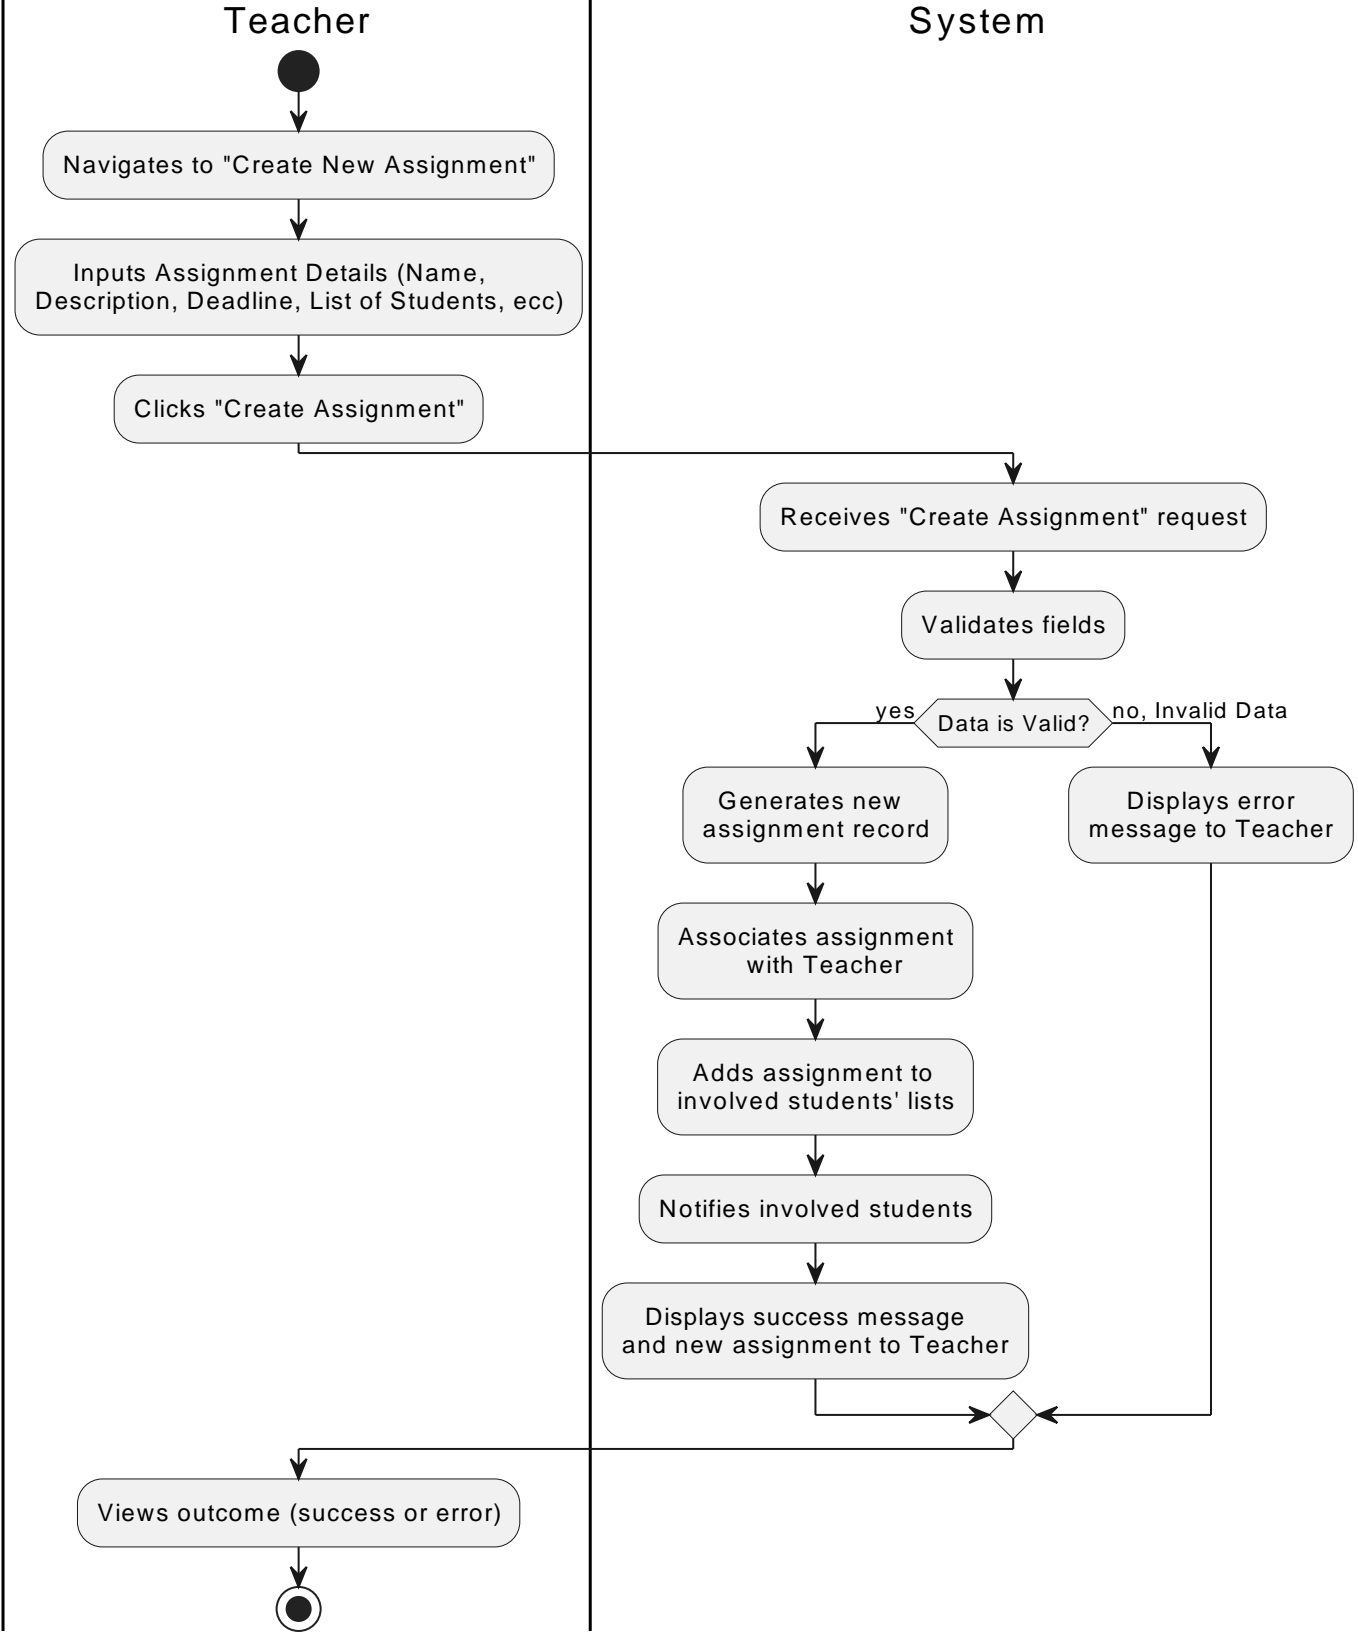 Teacher
System
Navigates to "Create New Assignment"
Inputs Assignment Details (Name,
Description, Deadline, List of Students, ecc)
Clicks "Create Assignment"
Receives "Create Assignment" request
Validates fields
yes
Data is Valid?
no, Invalid Data
Generates new
assignment record
Displays error
message to Teacher
Associates assignment
with Teacher
Adds assignment to
involved students' lists
Notifies involved students
Displays success message
and new assignment to Teacher
Views outcome (success or error)